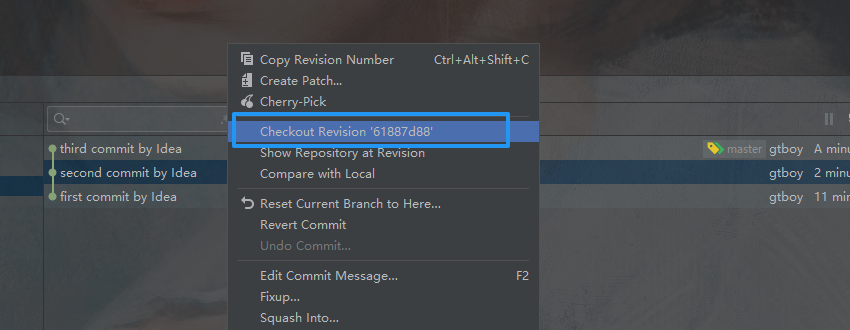 Copy Revision Number Ctrl+Alt+Shift+C
Create Patch...
Cherry-Pick
Checkout Revision '61887d88'
third commit by Idea master gtboy A minu
Show Repository at Revision
second commit by Idea gtboy 2 minu
Compare with Local
first commit by Idea gtboy 11 min
Reset Current Branch to Here...
Revert Commit
Undo Commit...
Edit Commit Message... F2
Fixup...
Squash Into...